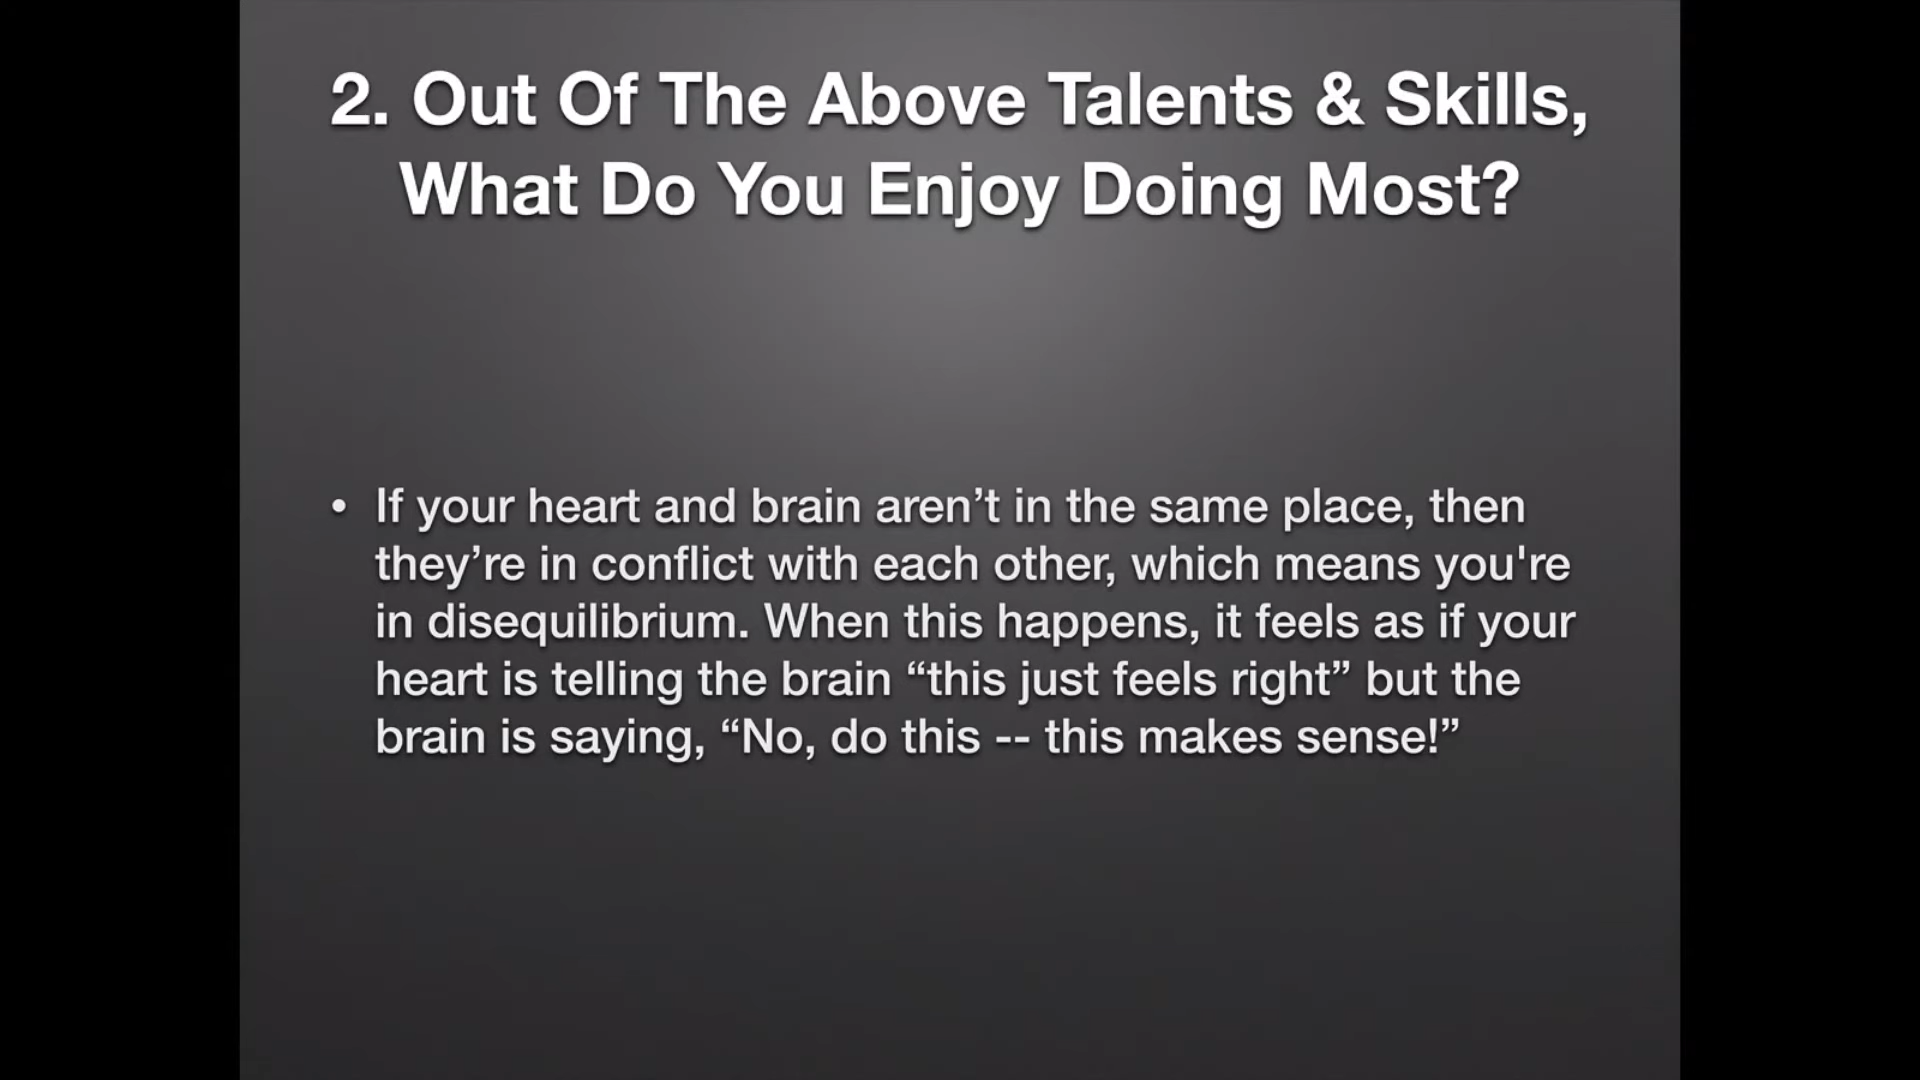 2. Out Of The Above Talents & Skills,
What Do You Enjoy Doing Most?
• If your heart and brain aren’t in the same place, then
they’re in conflict with each other, which means you're
in disequilibrium. When this happens, it feels as if your
heart is telling the brain “this just feels right” but the
brain is saying, “No, do this -- this makes sense!”